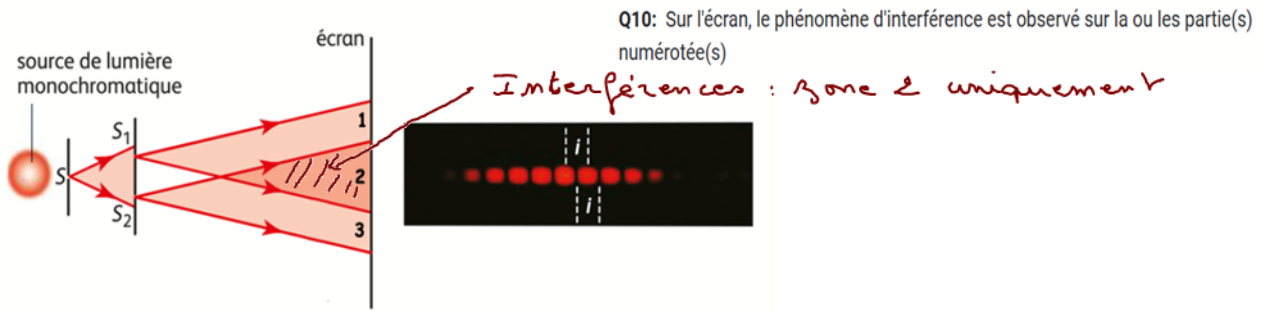 Q10: Sur l'écran, le phénomène d'interférence est observé sur la ou les partie(s)
numérotée(s)
écran
source de lumière
monochromatique
Interférences : zone 2 uniquement
1
S₁
i
S
2
S₂
i
3